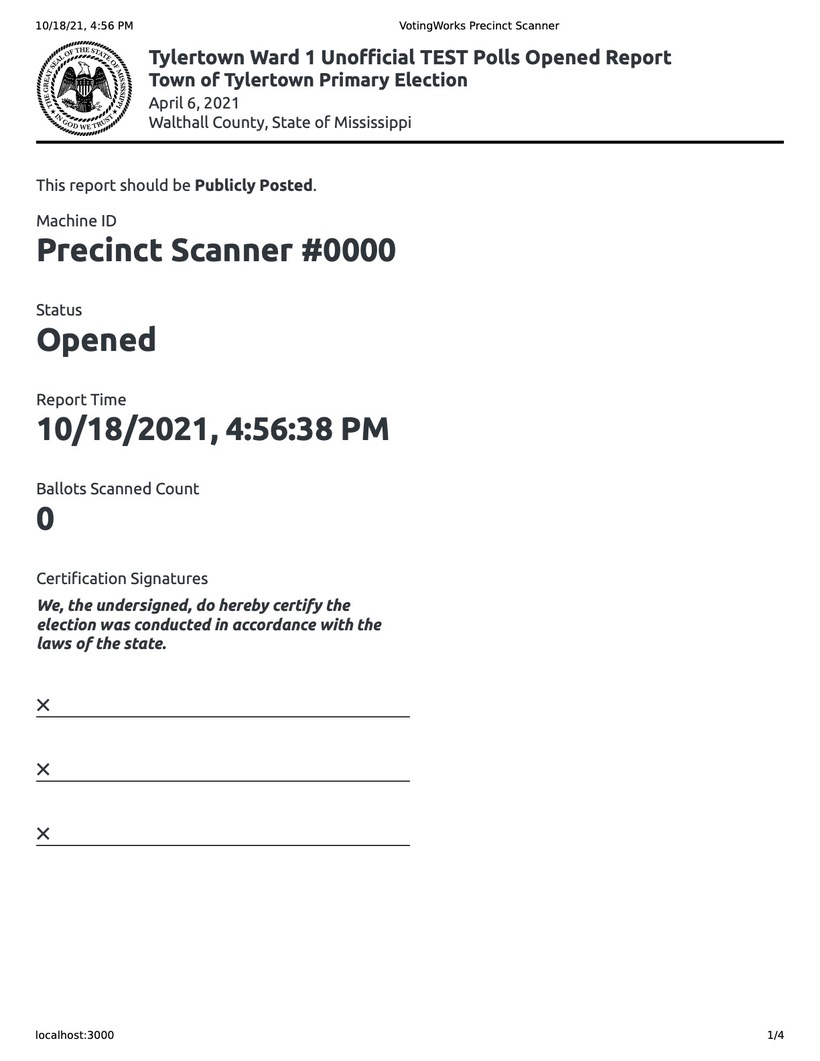 10/18/21, 4:56 PM VotingWorks Precinct Scanner
THE GREAT SEAL OF THE STATE OF MISSISSIPPI
IN GOD WE TRUST
Tylertown Ward 1 Unofficial TEST Polls Opened Report
Town of Tylertown Primary Election
April 6, 2021
Walthall County, State of Mississippi
This report should be Publicly Posted.
Machine ID
Precinct Scanner #0000
Status
Opened
Report Time
10/18/2021, 4:56:38 PM
Ballots Scanned Count
0
Certification Signatures
We, the undersigned, do hereby certify the
election was conducted in accordance with the
laws of the state.
×
×
×
localhost:3000 1/4